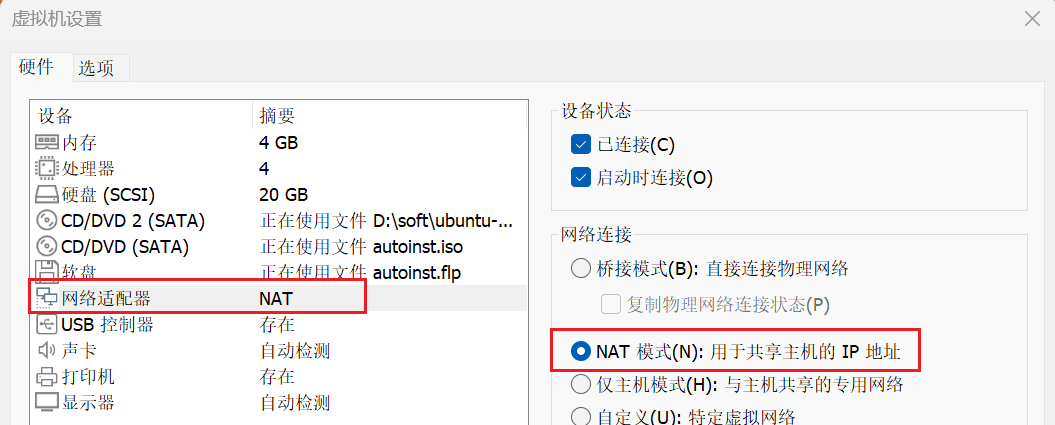 虚拟机设置
硬件 选项
设备 摘要
内存 4 GB
处理器 4
硬盘 (SCSI) 20 GB
CD/DVD 2 (SATA) 正在使用文件 D:\soft\ubuntu-...
CD/DVD (SATA) 正在使用文件 autoinst.iso
软盘 正在使用文件 autoinst.flp
网络适配器 NAT
USB 控制器 存在
声卡 自动检测
打印机 存在
显示器 自动检测
设备状态
已连接(C)
启动时连接(O)
网络连接
桥接模式(B): 直接连接物理网络
复制物理网络连接状态(P)
NAT 模式(N): 用于共享主机的 IP 地址
仅主机模式(H): 与主机共享的专用网络
自定义(U): 特定虚拟网络